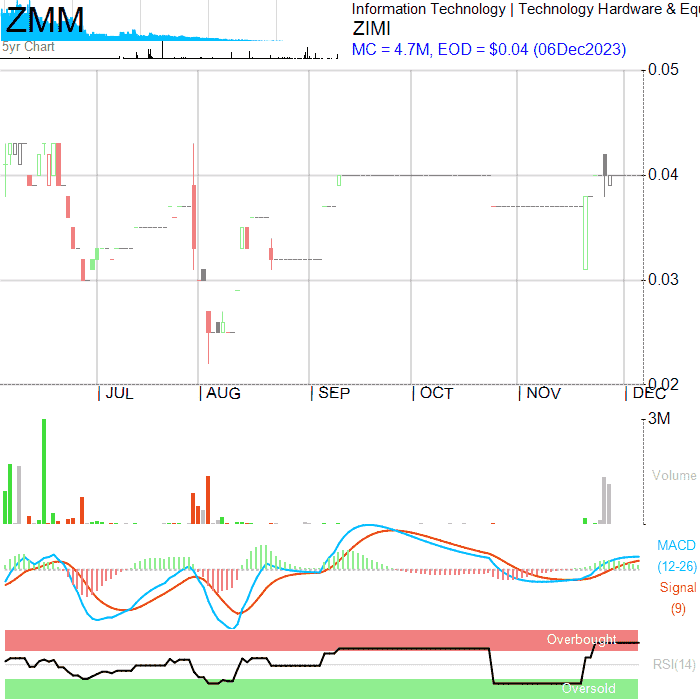 ZMM
5yr Chart
Information Technology | Technology Hardware & Equ
ZIMI
MC = 4.7M, EOD = $0.04 (06Dec2023)
0.05
0.04
0.03
0.02
JUL
AUG
SEP
OCT
NOV
DEC
3M
Volume
MACD
(12-26)
Signal
(9)
Overbought
RSI(14)
Oversold